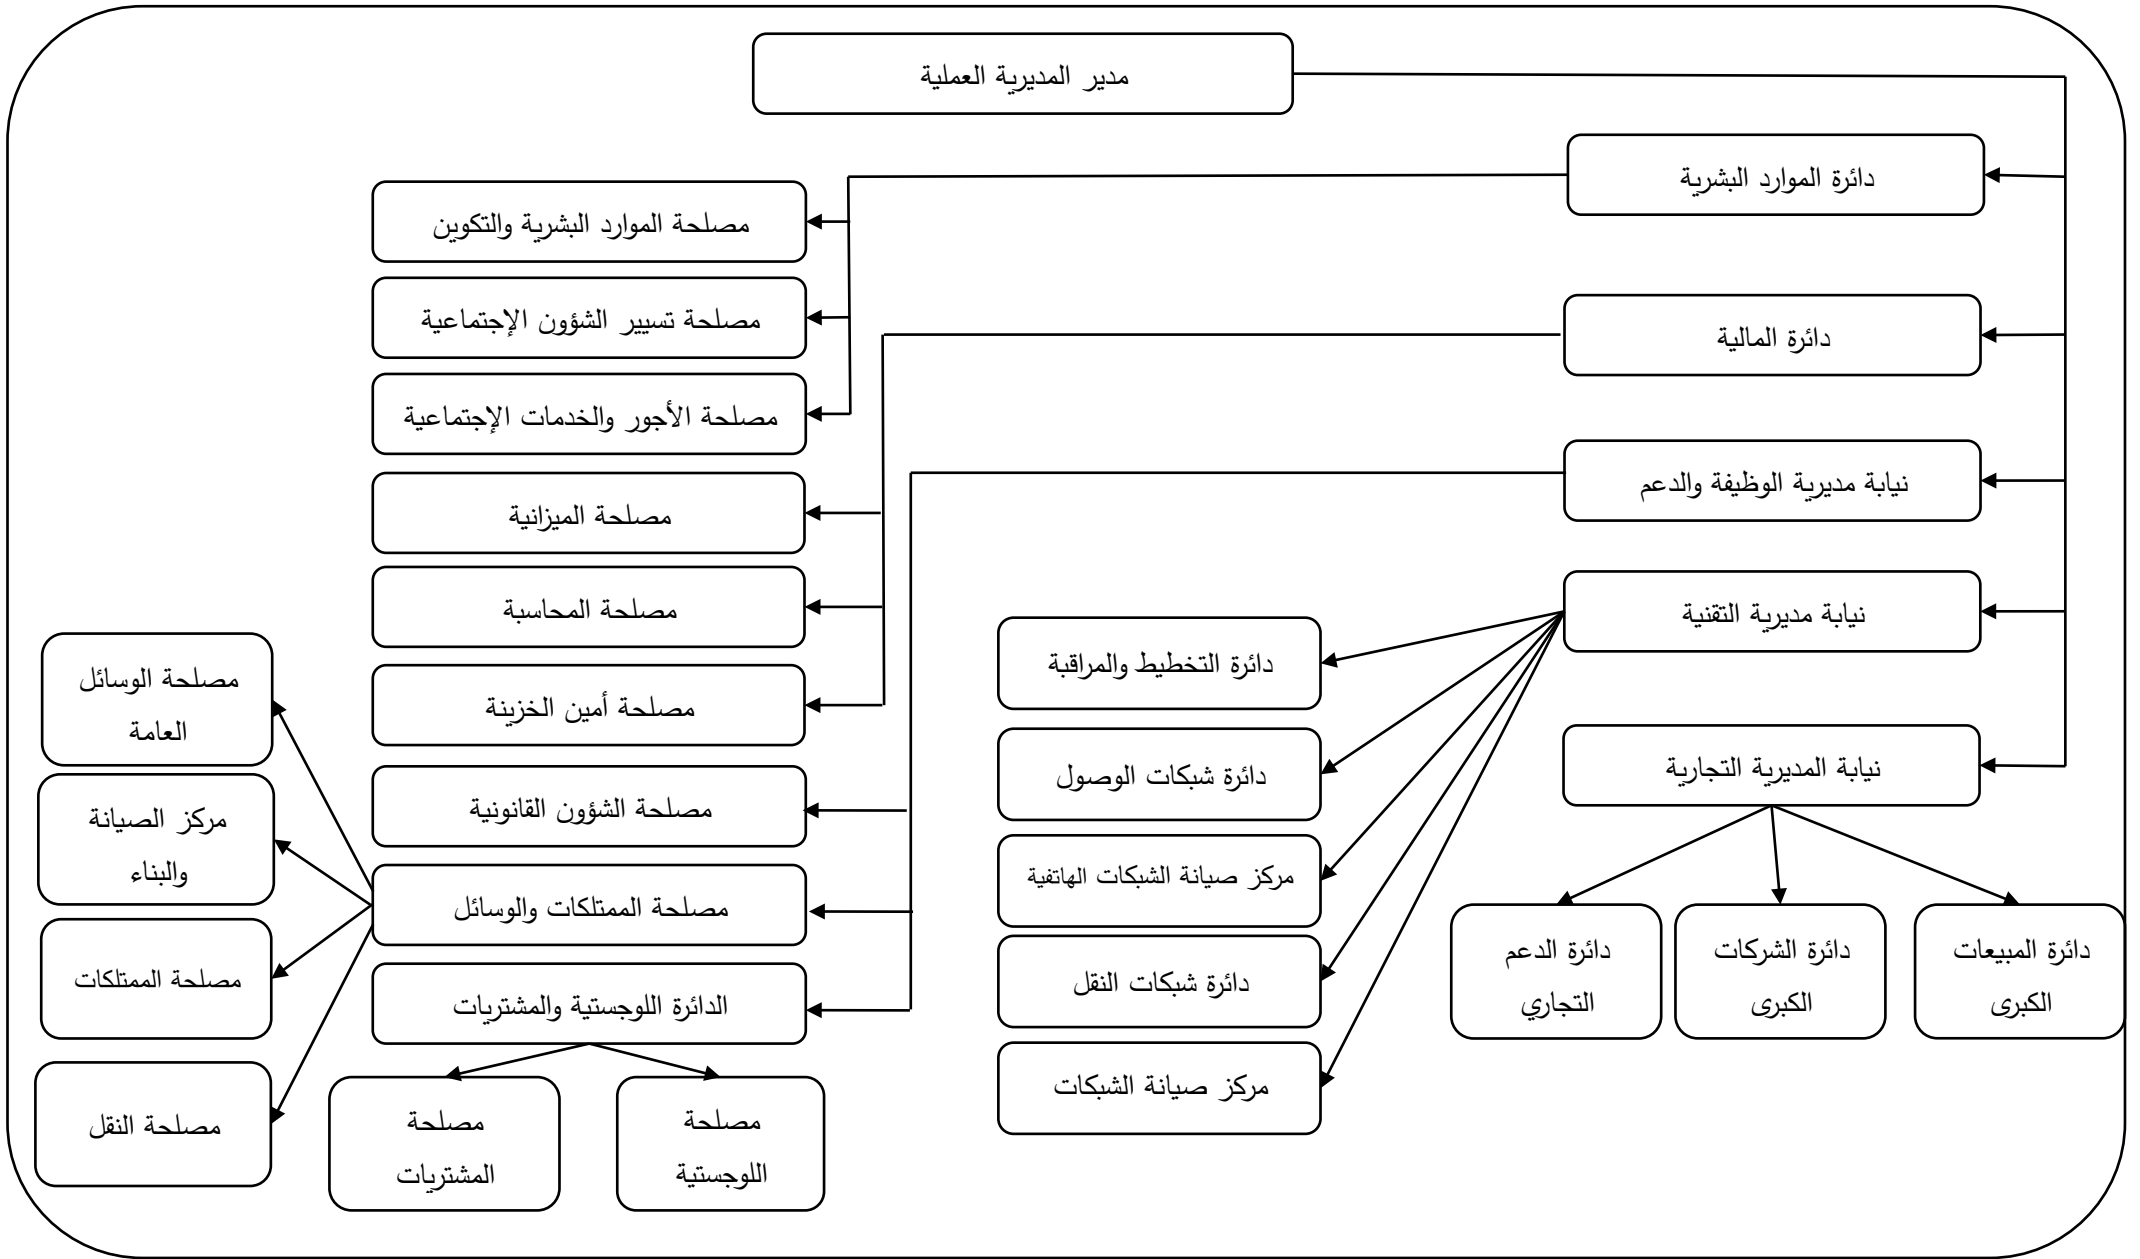 مدير المديرية العملية
دائرة الموارد البشرية
مصلحة الموارد البشرية والتكوين
مصلحة تسيير الشؤون الإجتماعية
مصلحة الأجور والخدمات الإجتماعية
دائرة المالية
مصلحة الميزانية
مصلحة المحاسبة
مصلحة أمين الخزينة
نيابة مديرية الوظيفة والدعم
مصلحة الشؤون القانونية
مصلحة الممتلكات والوسائل
مصلحة الوسائل
العامة
مركز الصيانة
والبناء
مصلحة الممتلكات
مصلحة النقل
الدائرة اللوجستية والمشتريات
مصلحة
اللوجستية
مصلحة
المشتريات
نيابة مديرية التقنية
دائرة التخطيط والمراقبة
دائرة شبكات الوصول
مركز صيانة الشبكات الهاتفية
دائرة شبكات النقل
مركز صيانة الشبكات
نيابة المديرية التجارية
دائرة المبيعات
الكبرى
دائرة الشركات
الكبرى
دائرة الدعم
التجاري